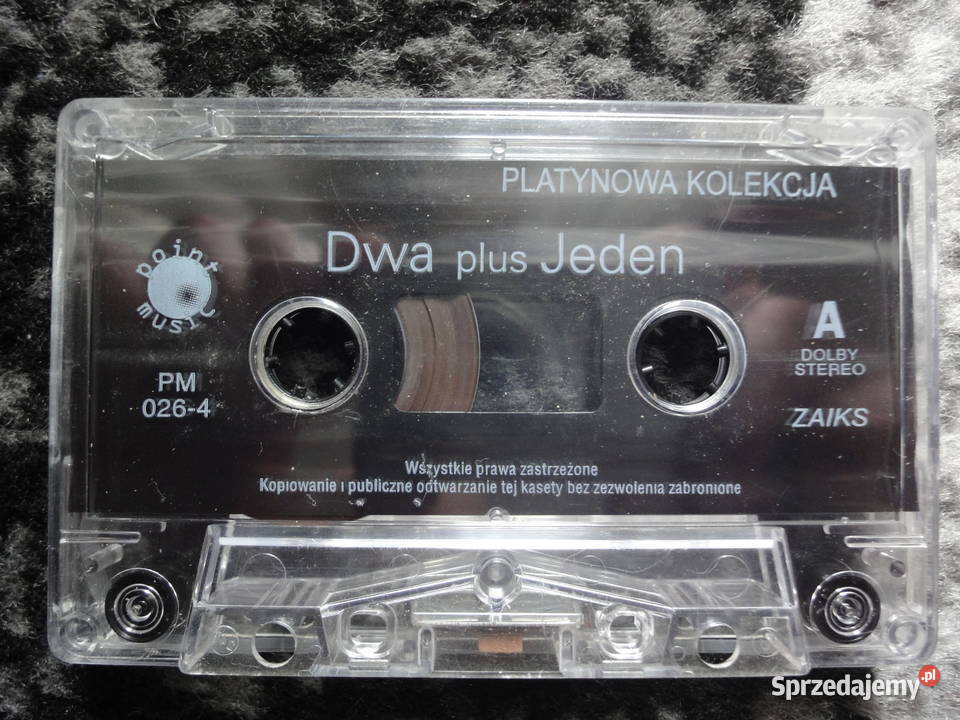 PLATYNOWA KOLEKCJA
Dwa plus Jeden
point
music
A
DOLBY
STEREO
PM
026-4
ZAIKS
Wszystkie prawa zastrzeżone
Kopiowanie i publiczne odtwarzanie tej kasety bez zezwolenia zabronione
Sprzedajemy.pl